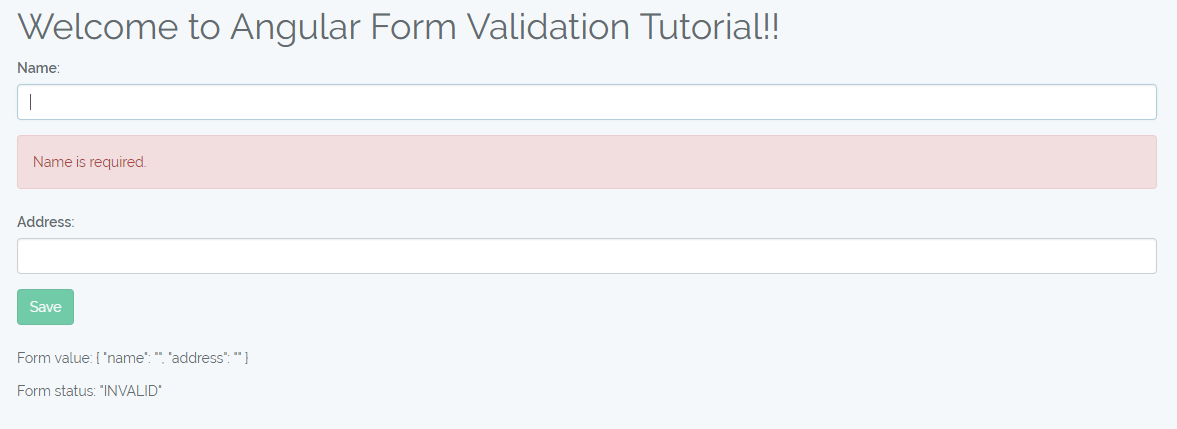 Welcome to Angular Form Validation Tutorial!!
Name:
Name is required.
Address:
Save
Form value: { "name": "", "address": "" }
Form status: "INVALID"